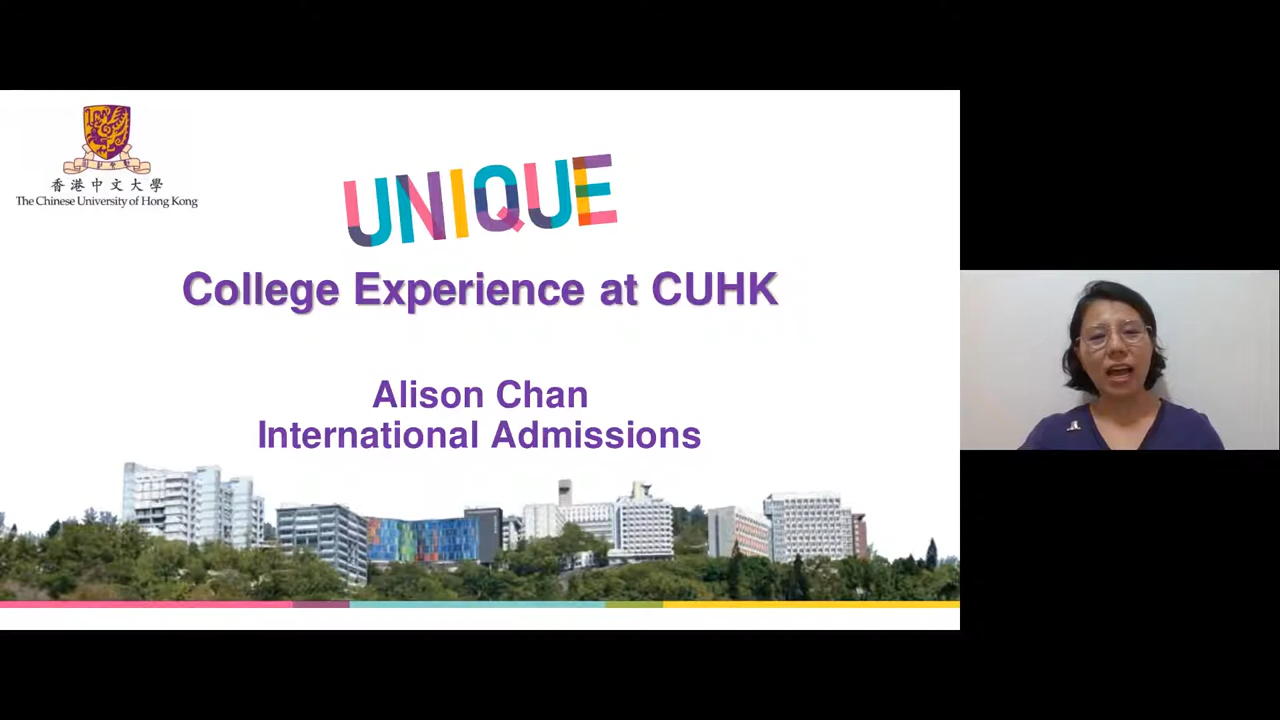 香港中文大學
The Chinese University of Hong Kong
UNIQUE
College Experience at CUHK
Alison Chan
International Admissions